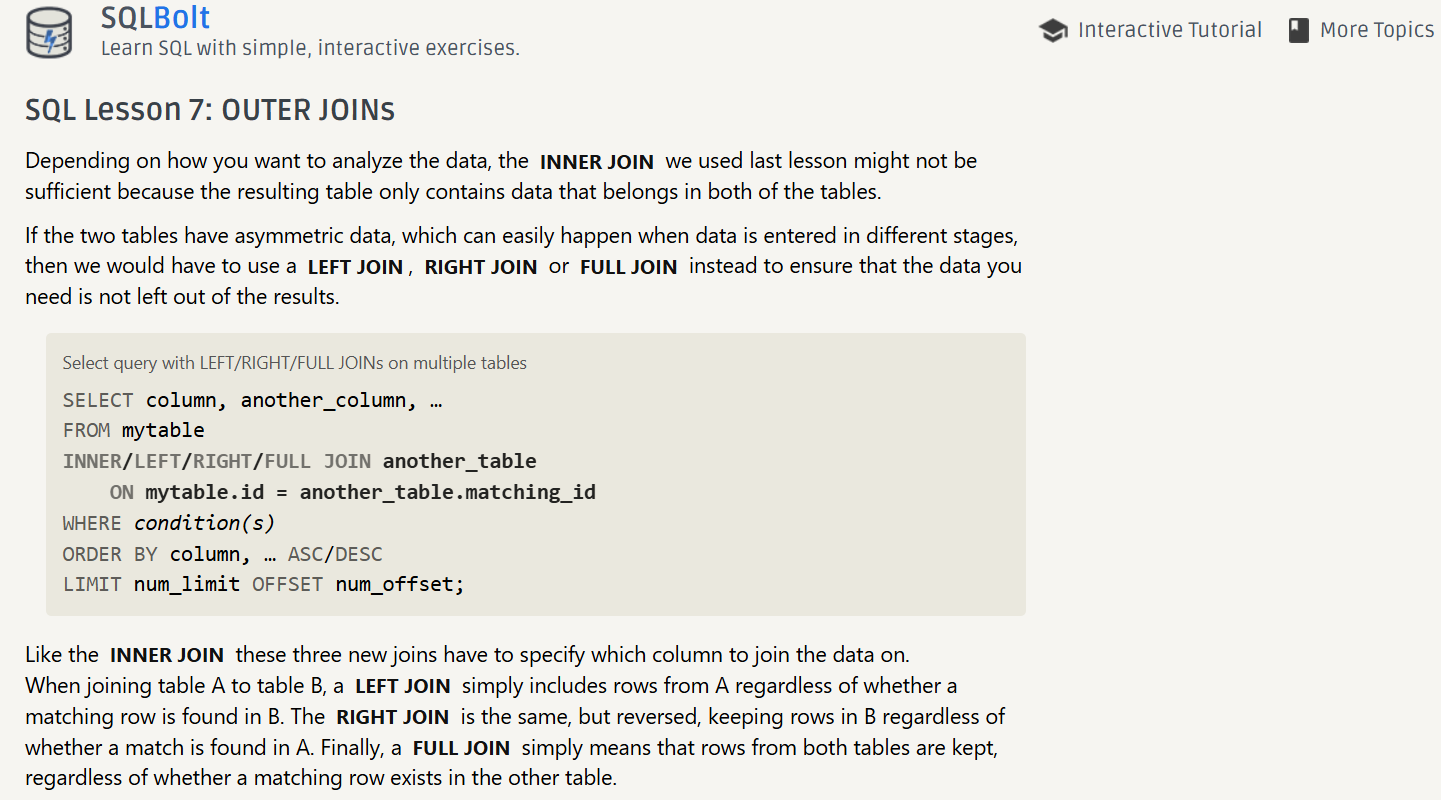 SQLBolt
Learn SQL with simple, interactive exercises.
Interactive Tutorial
More Topics
SQL Lesson 7: OUTER JOINs
Depending on how you want to analyze the data, the INNER JOIN we used last lesson might not be
sufficient because the resulting table only contains data that belongs in both of the tables.
If the two tables have asymmetric data, which can easily happen when data is entered in different stages,
then we would have to use a LEFT JOIN, RIGHT JOIN or FULL JOIN instead to ensure that the data you
need is not left out of the results.
Select query with LEFT/RIGHT/FULL JOINs on multiple tables
SELECT column, another_column, …
FROM mytable
INNER/LEFT/RIGHT/FULL JOIN another_table
    ON mytable.id = another_table.matching_id
WHERE condition(s)
ORDER BY column, … ASC/DESC
LIMIT num_limit OFFSET num_offset;
Like the INNER JOIN these three new joins have to specify which column to join the data on.
When joining table A to table B, a LEFT JOIN simply includes rows from A regardless of whether a
matching row is found in B. The RIGHT JOIN is the same, but reversed, keeping rows in B regardless of
whether a match is found in A. Finally, a FULL JOIN simply means that rows from both tables are kept,
regardless of whether a matching row exists in the other table.